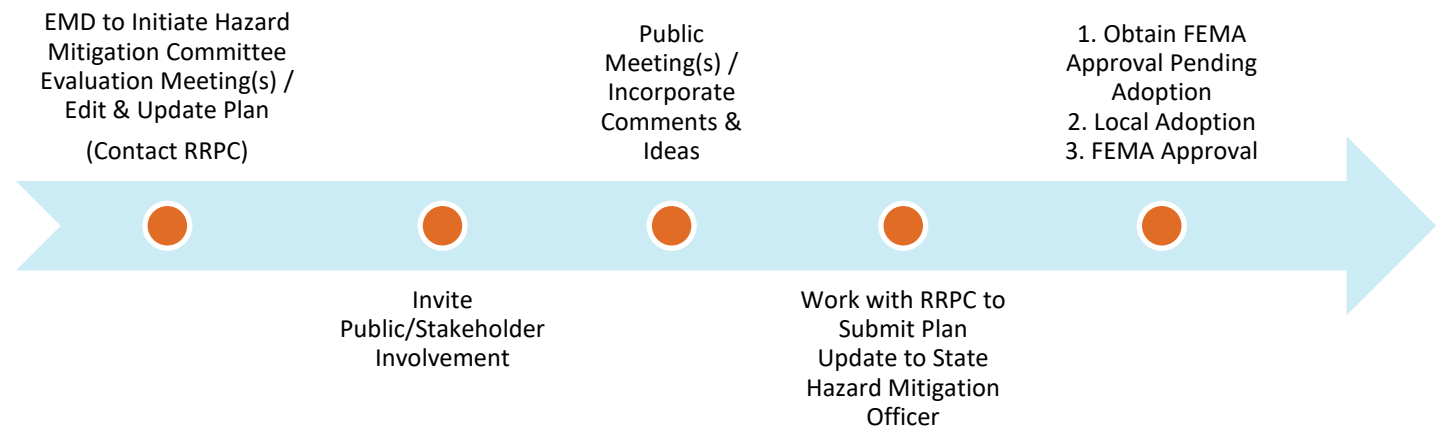 EMD to Initiate Hazard
Mitigation Committee
Evaluation Meeting(s) /
Edit & Update Plan
(Contact RRPC)
Invite
Public/Stakeholder
Involvement
Public
Meeting(s) /
Incorporate
Comments &
Ideas
Work with RRPC to
Submit Plan
Update to State
Hazard Mitigation
Officer
1. Obtain FEMA
Approval Pending
Adoption
2. Local Adoption
3. FEMA Approval